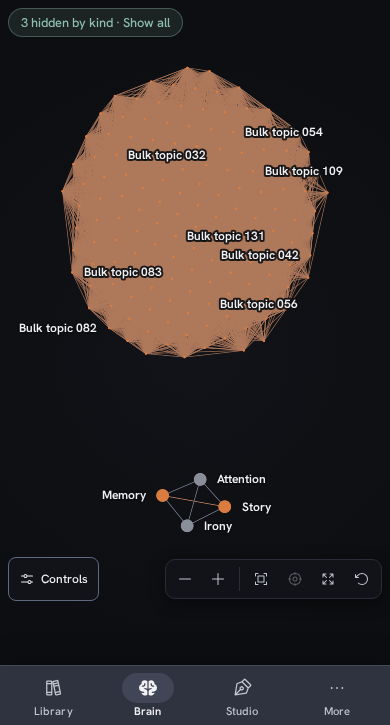 3 hidden by kind · Show all
Bulk topic 054
Bulk topic 032
Bulk topic 109
Bulk topic 131
Bulk topic 042
Bulk topic 083
Bulk topic 056
Bulk topic 082
Attention
Memory
Story
Irony
Controls
Library
Brain
Studio
More